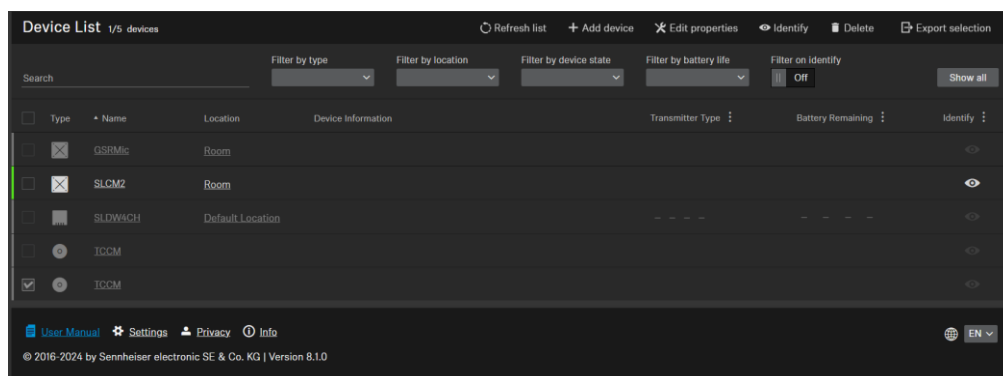 Device List 1/5 devices
Refresh list
Add device
Edit properties
Identify
Delete
Export selection
Search
Filter by type
Filter by location
Filter by device state
Filter by battery life
Filter on identify
Off
Show all
Type Name Location Device Information Transmitter Type Battery Remaining Identify
GSRMic Room
SLCM2 Room
SLDW4CH Default Location – – – – – – – –
TCCM
TCCM
User Manual Settings Privacy Info
EN
© 2016-2024 by Sennheiser electronic SE & Co. KG | Version 8.1.0